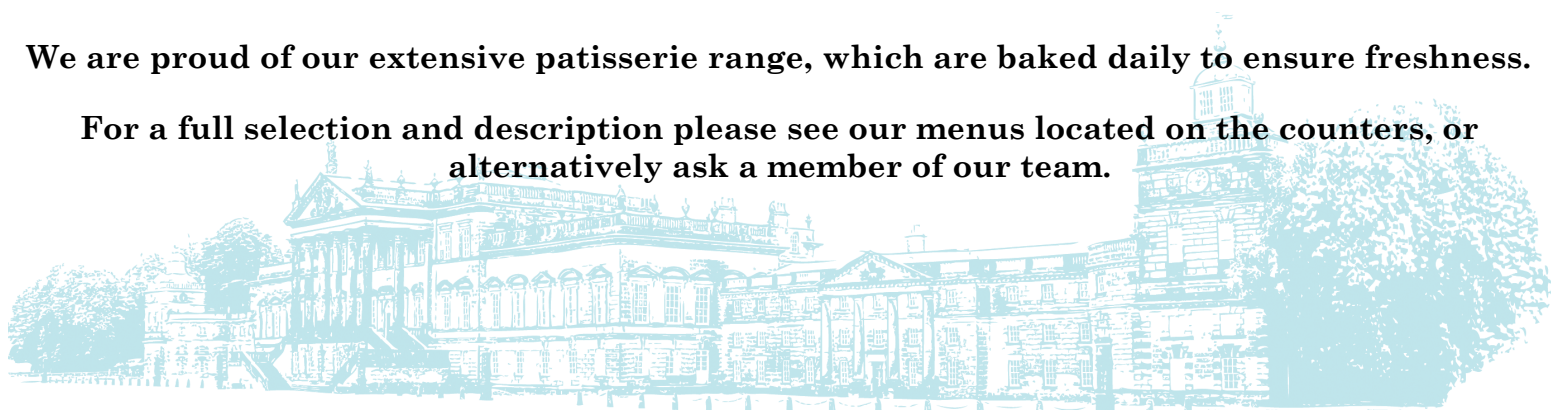 We are proud of our extensive patisserie range, which are baked daily to ensure freshness.
For a full selection and description please see our menus located on the counters, or
alternatively ask a member of our team.